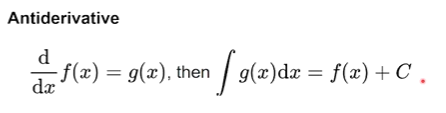 Antiderivative
d/dx f(x) = g(x), then ∫ g(x)dx = f(x) + C .